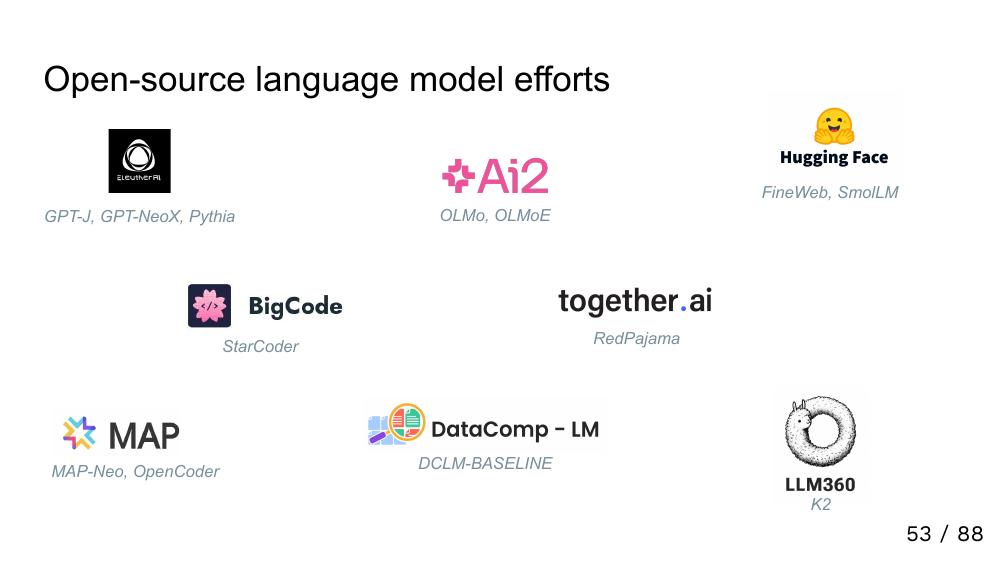 Open-source language model efforts
EleutherAI
GPT-J, GPT-NeoX, Pythia
Ai2
OLMo, OLMoE
Hugging Face
FineWeb, SmolLM
</> BigCode
StarCoder
together.ai
RedPajama
MAP
MAP-Neo, OpenCoder
DataComp - LM
DCLM-BASELINE
LLM360
K2
53 / 88